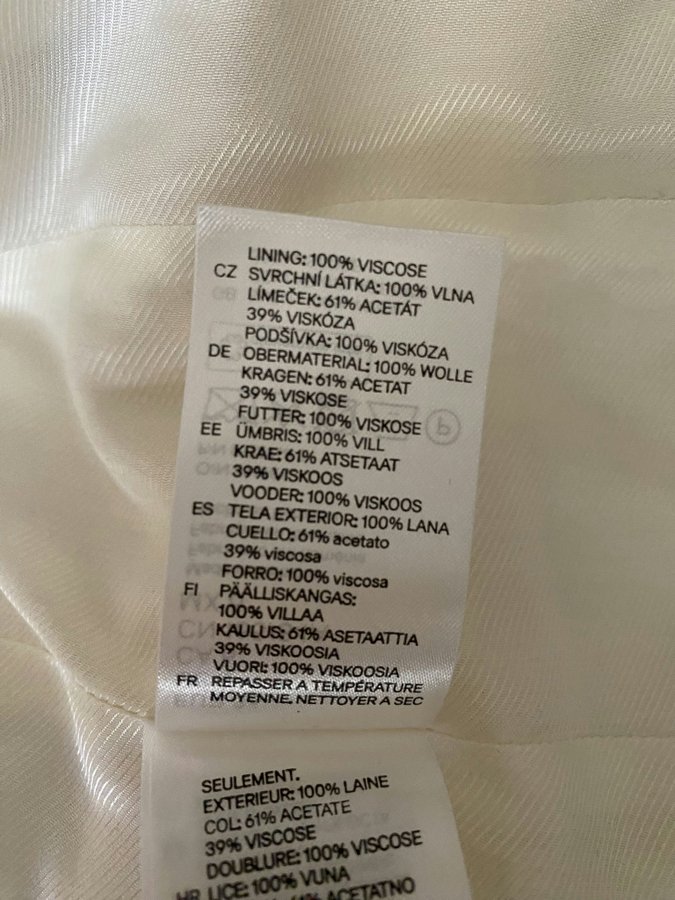 LINING: 100% VISCOSE
CZ SVRCHNÍ LÁTKA: 100% VLNA
LÍMEČEK: 61% ACETÁT
39% VISKÓZA
PODŠÍVKA: 100% VISKÓZA
DE OBERMATERIAL: 100% WOLLE
KRAGEN: 61% ACETAT
39% VISKOSE
FUTTER: 100% VISKOSE
EE ÜMBRIS: 100% VILL
KRAE: 61% ATSETAAT
39% VISKOOS
VOODER: 100% VISKOOS
ES TELA EXTERIOR: 100% LANA
CUELLO: 61% acetato
39% viscosa
FORRO: 100% viscosa
FI PÄÄLLISKANGAS:
100% VILLAA
KAULUS: 61% ASETAATTIA
39% VISKOOSIA
VUORI: 100% VISKOOSIA
FR REPASSER A TEMPÉRATURE
MOYENNE. NETTOYER A SEC
SEULEMENT.
EXTERIEUR: 100% LAINE
COL: 61% ACETATE
39% VISCOSE
DOUBLURE: 100% VISCOSE
HR LICE: 100% VUNA
61% ACETATNO